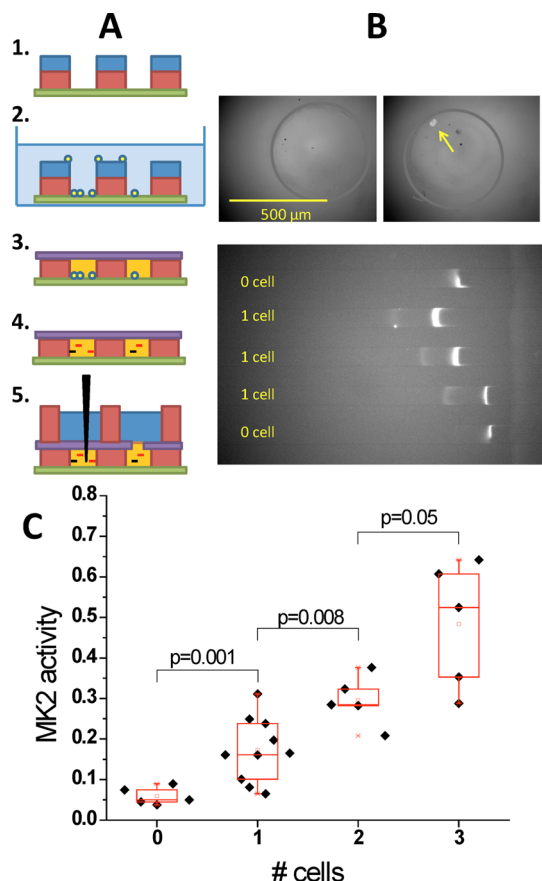 A
1.
2.
3.
4.
5.
B
500 µm
0 cell
1 cell
1 cell
1 cell
0 cell
C
MK2 activity
0.8
0.7
0.6
0.5
0.4
0.3
0.2
0.1
0.0
p=0.001
p=0.008
p=0.05
0 1 2 3
# cells